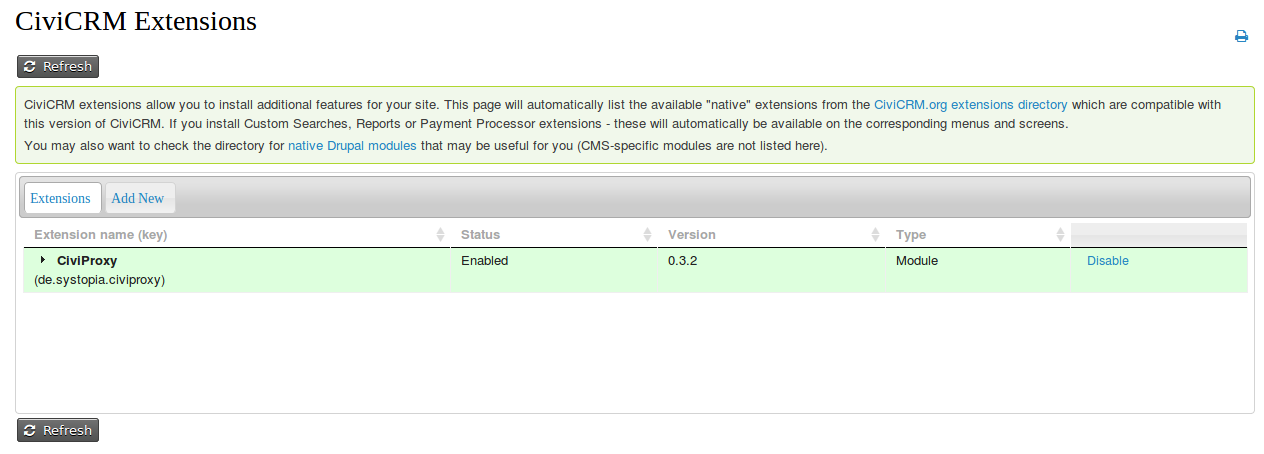 CiviCRM Extensions
Refresh
CiviCRM extensions allow you to install additional features for your site. This page will automatically list the available "native" extensions from the CiviCRM.org extensions directory which are compatible with
this version of CiviCRM. If you install Custom Searches, Reports or Payment Processor extensions - these will automatically be available on the corresponding menus and screens.
You may also want to check the directory for native Drupal modules that may be useful for you (CMS-specific modules are not listed here).
Extensions Add New
Extension name (key) Status Version Type
CiviProxy Enabled 0.3.2 Module Disable
(de.systopia.civiproxy)
Refresh